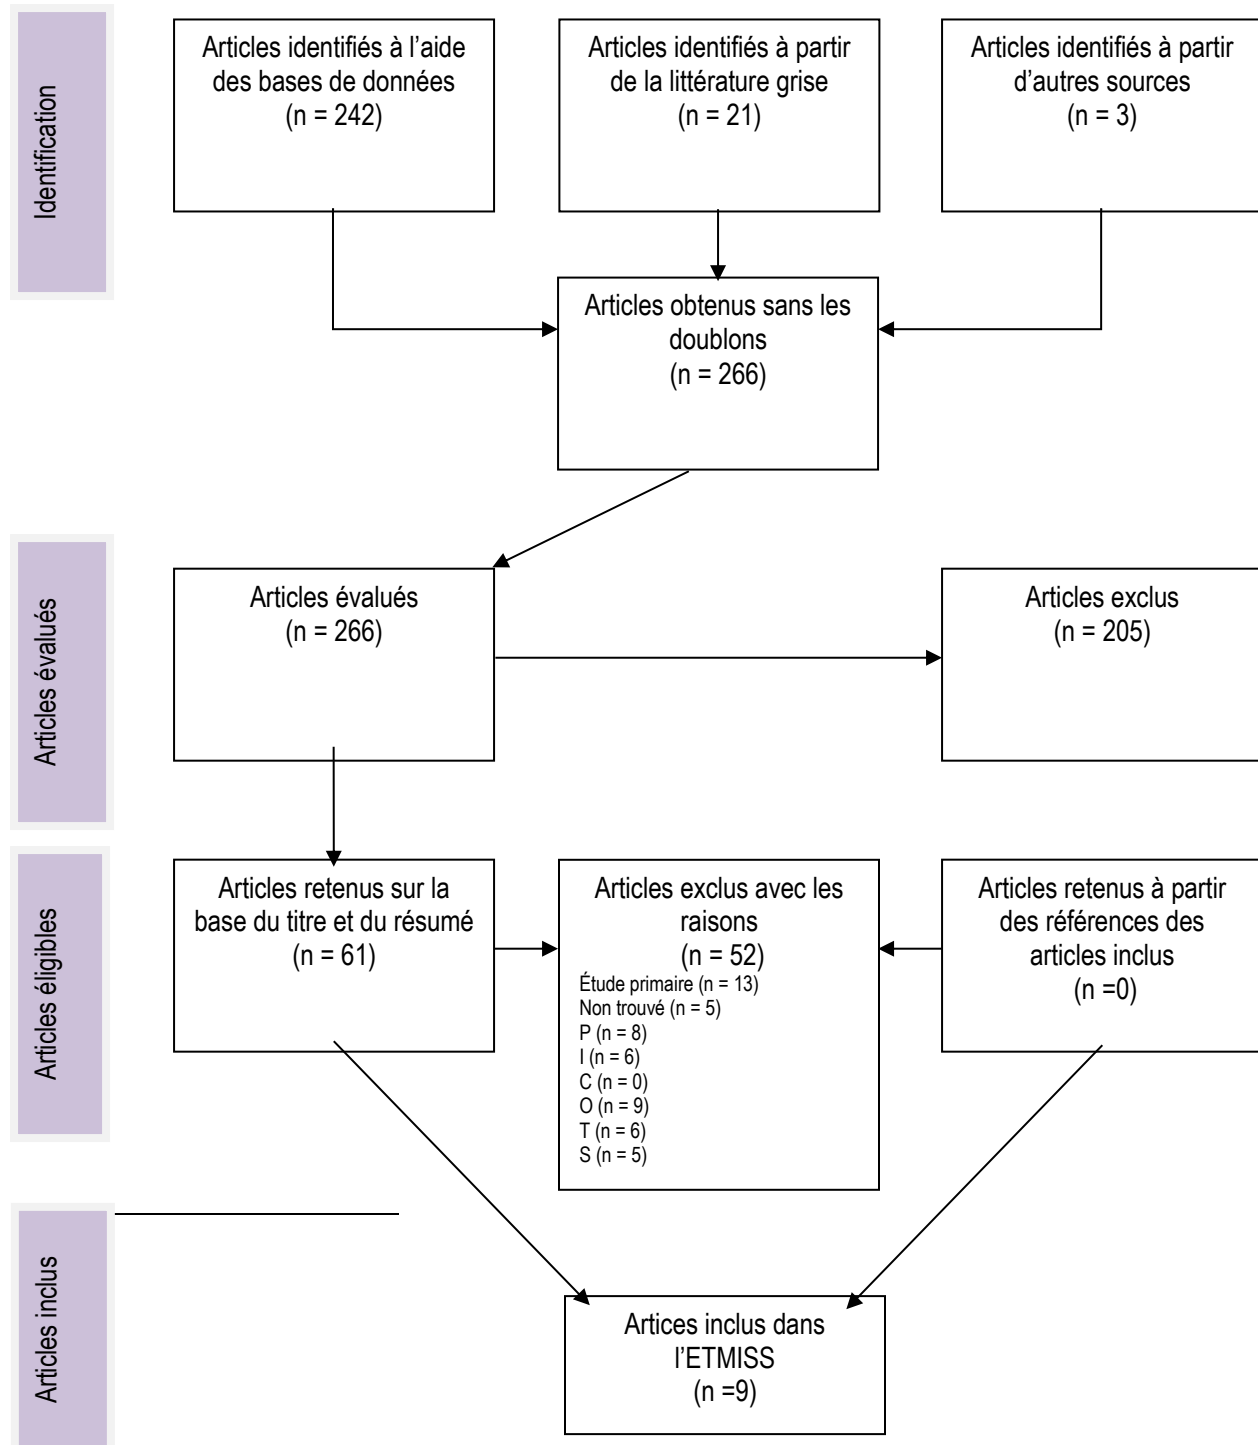 Identification
Articles identifiés à l’aide
des bases de données
(n = 242)
Articles identifiés à partir
de la littérature grise
(n = 21)
Articles identifiés à partir
d’autres sources
(n = 3)
Articles obtenus sans les
doublons
(n = 266)
Articles évalués
Articles évalués
(n = 266)
Articles exclus
(n = 205)
Articles éligibles
Articles retenus sur la
base du titre et du résumé
(n = 61)
Articles exclus avec les
raisons
(n = 52)
Étude primaire (n = 13)
Non trouvé (n = 5)
P (n = 8)
I (n = 6)
C (n = 0)
O (n = 9)
T (n = 6)
S (n = 5)
Articles retenus à partir
des références des
articles inclus
(n =0)
Articles inclus
Artices inclus dans
l’ETMISS
(n =9)